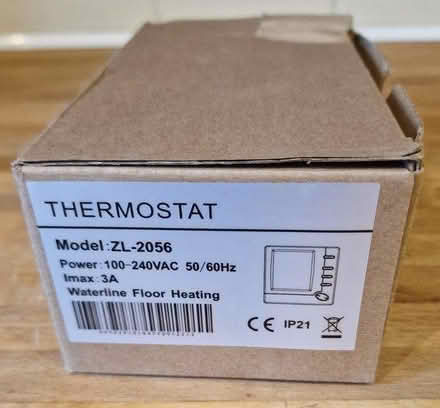 THERMOSTAT
Model:ZL-2056
Power:100-240VAC 50/60Hz
Imax:3A
Waterline Floor Heating
CE IP21